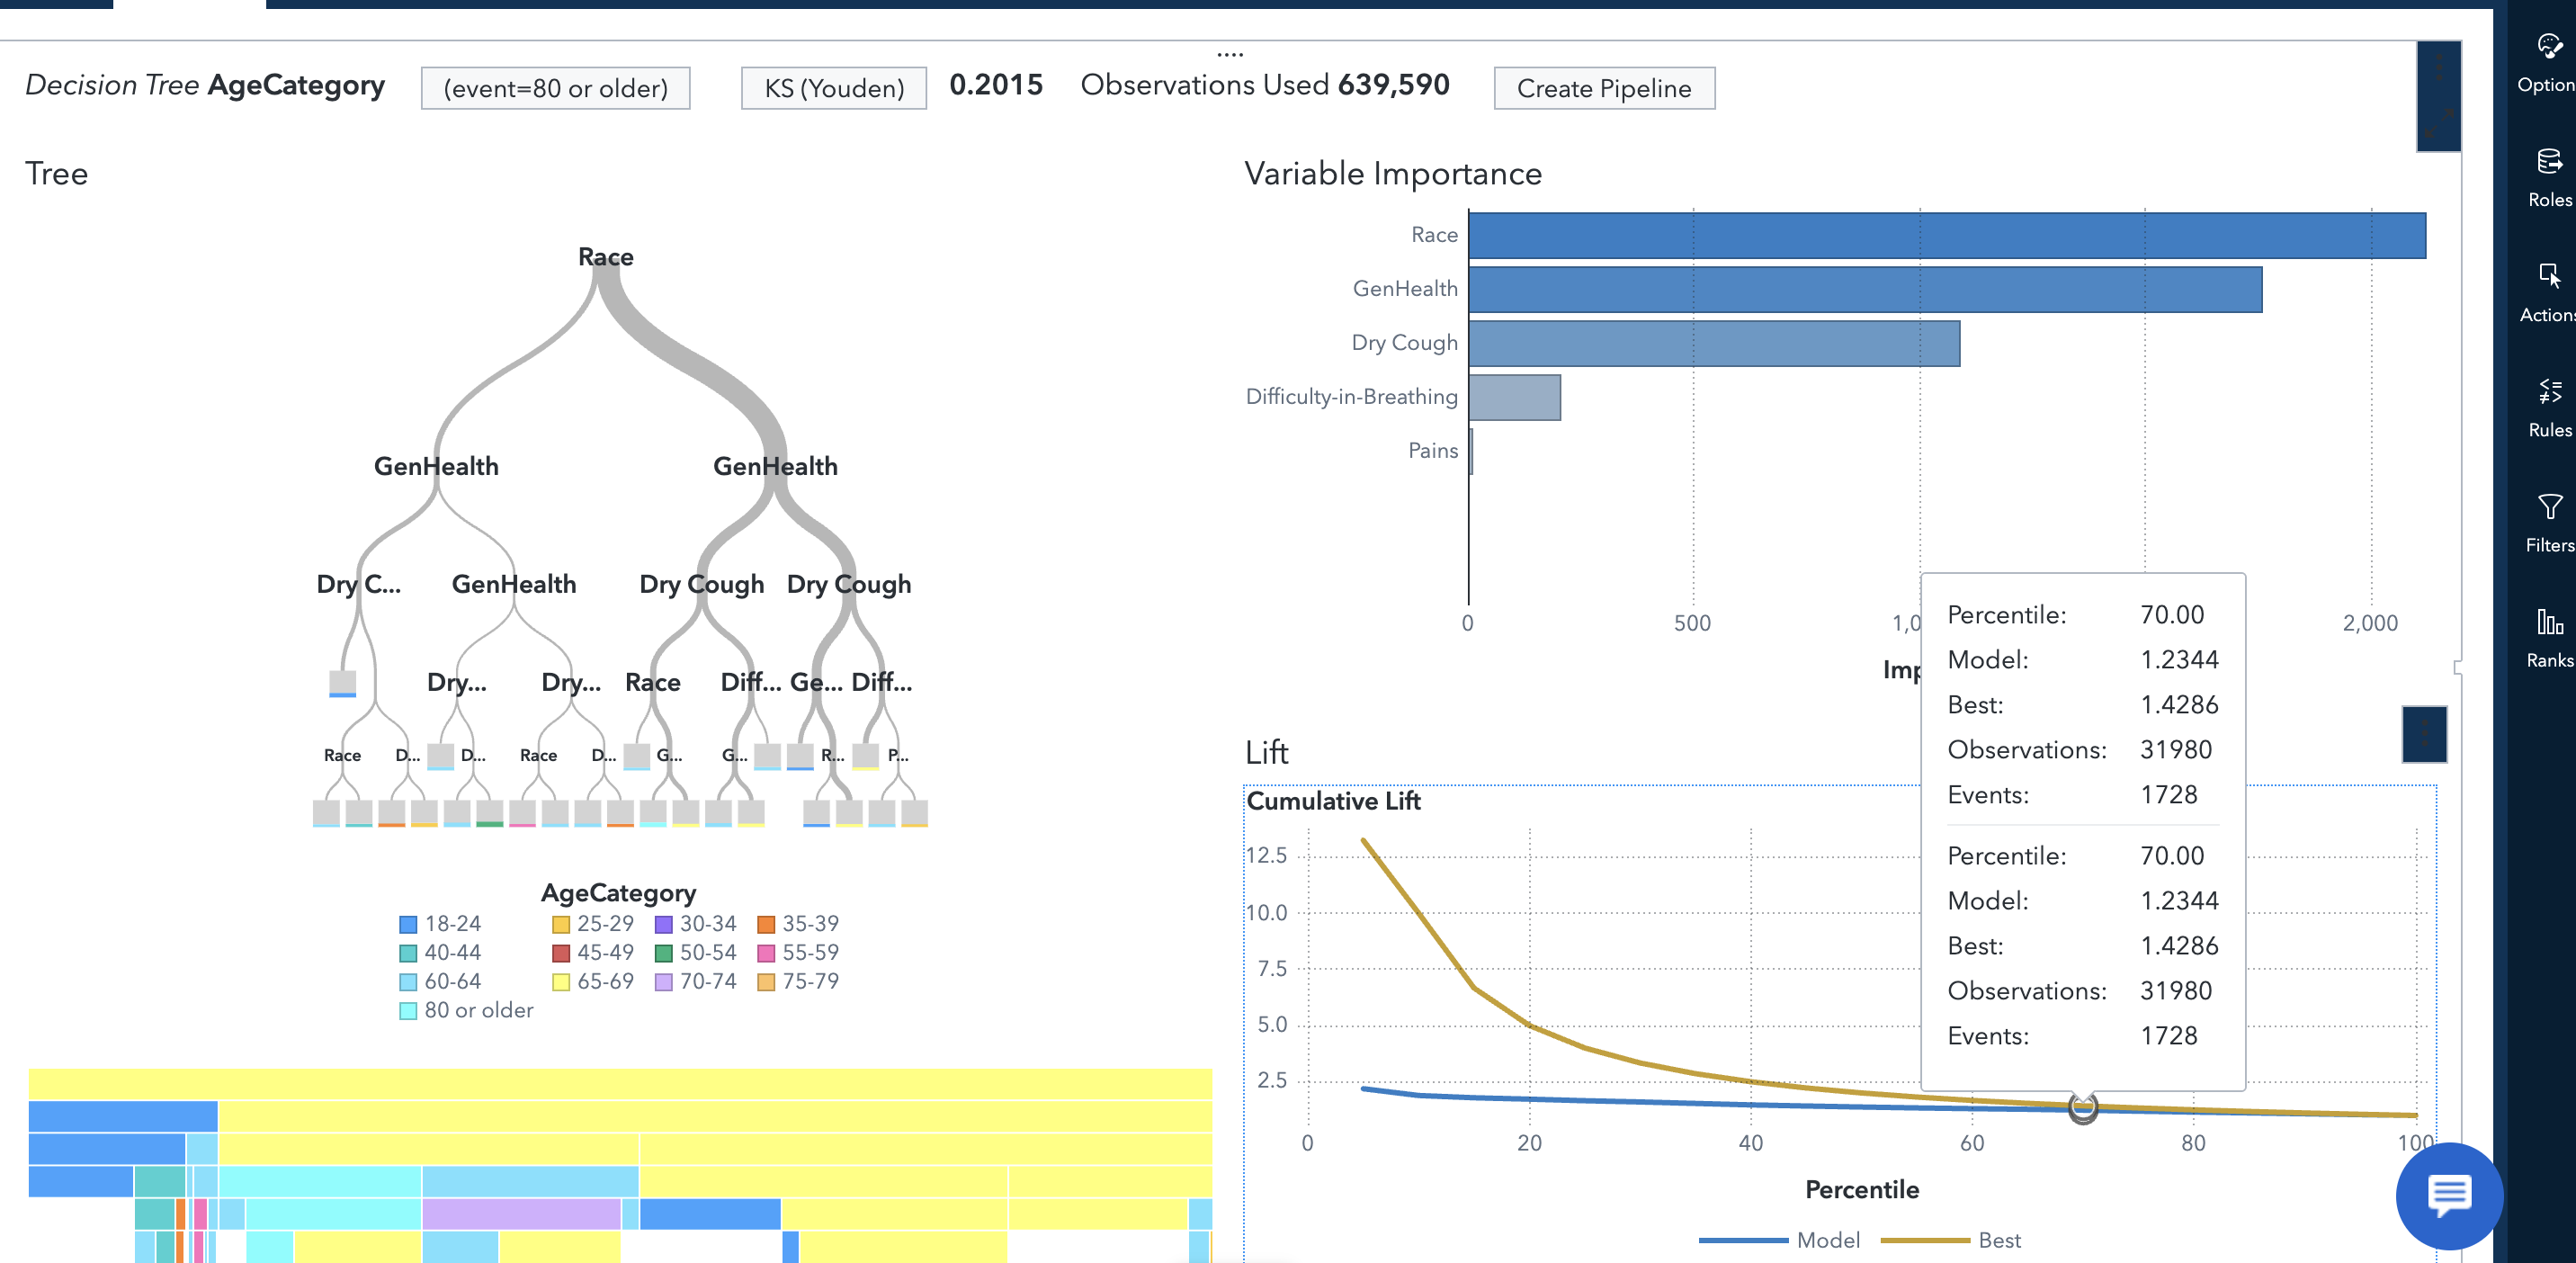 Decision Tree AgeCategory (event=80 or older) KS (Youden) 0.2015 Observations Used 639,590 Create Pipeline
Tree
Race
GenHealth GenHealth
Dry C... GenHealth Dry Cough Dry Cough
Dry... Dry... Race Diff... Ge... Diff...
Race D... D... Race D... G... G... R... P...
AgeCategory
18-24 25-29 30-34 35-39
40-44 45-49 50-54 55-59
60-64 65-69 70-74 75-79
80 or older
Variable Importance
Race
GenHealth
Dry Cough
Difficulty-in-Breathing
Pains
0 500 1,0 2,000
Imp
Percentile: 70.00
Model: 1.2344
Best: 1.4286
Observations: 31980
Events: 1728
Percentile: 70.00
Model: 1.2344
Best: 1.4286
Observations: 31980
Events: 1728
Lift
Cumulative Lift
12.5
10.0
7.5
5.0
2.5
0 20 40 60 80 100
Percentile
Model Best
Option
Roles
Actions
Rules
Filters
Ranks